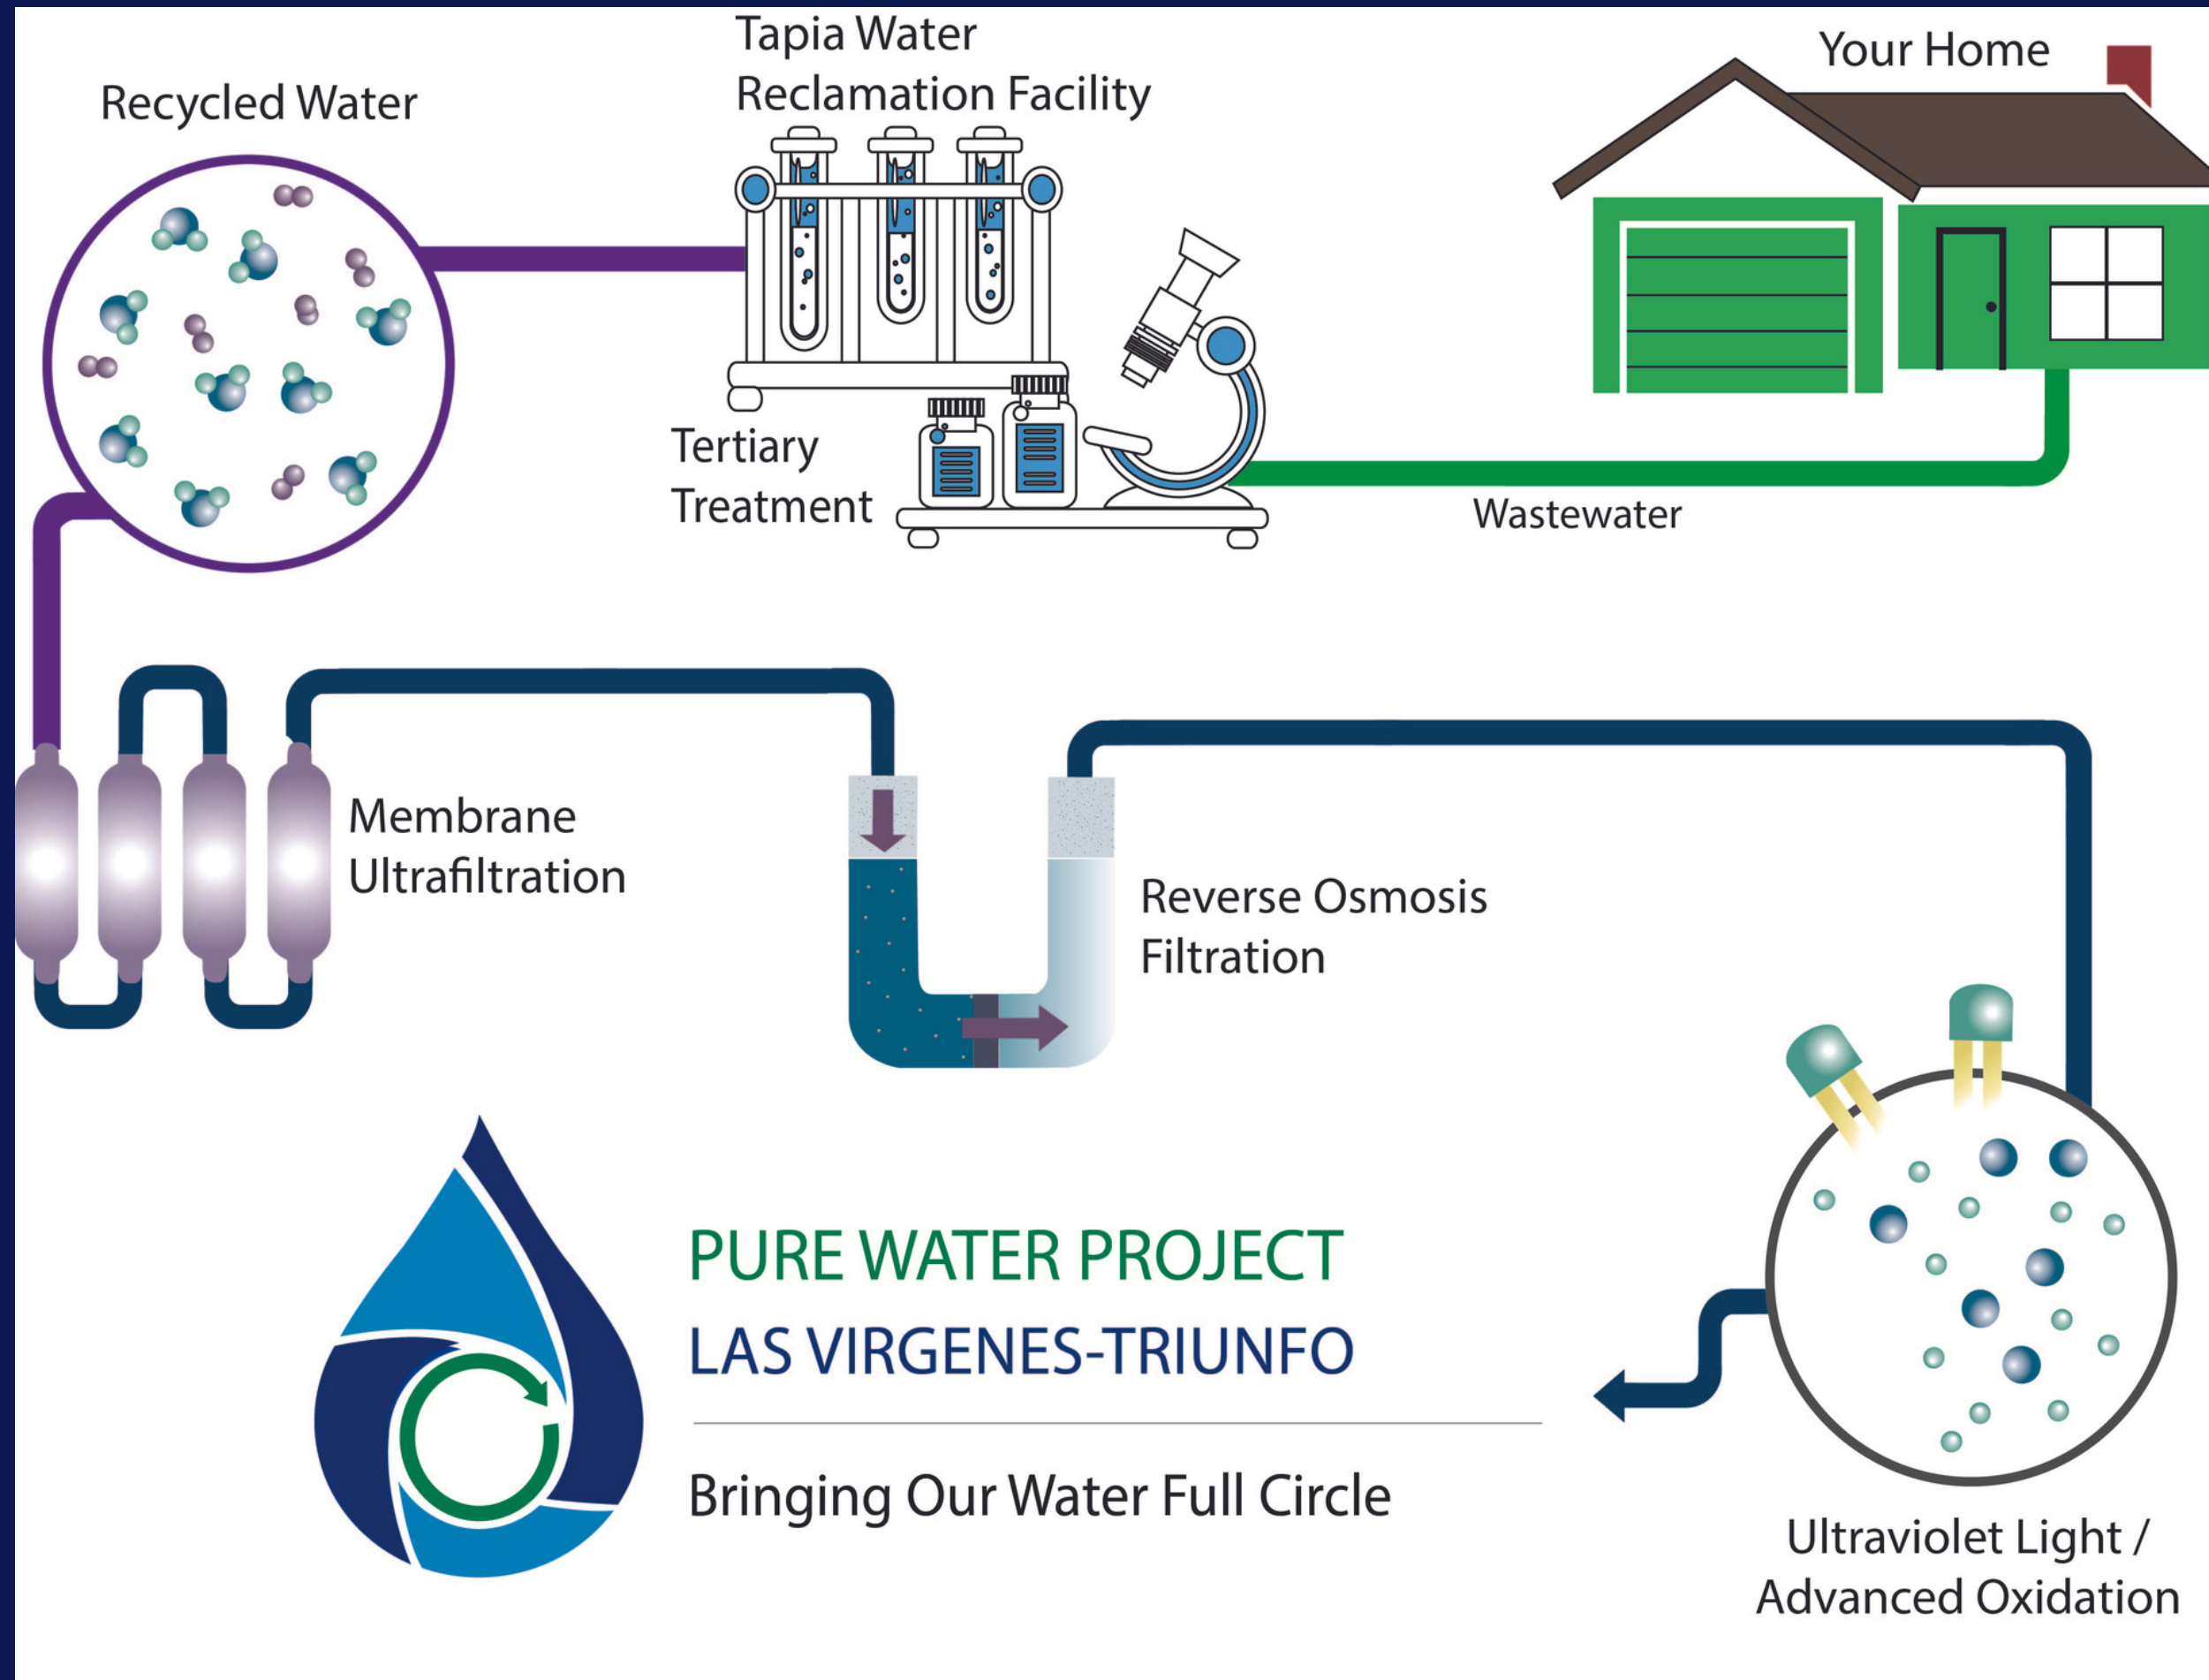 Tapia Water
Reclamation Facility
Your Home
Recycled Water
Tertiary
Treatment
Wastewater
Membrane
Ultrafiltration
Reverse Osmosis
Filtration
PURE WATER PROJECT
LAS VIRGENES-TRIUNFO
Bringing Our Water Full Circle
Ultraviolet Light /
Advanced Oxidation